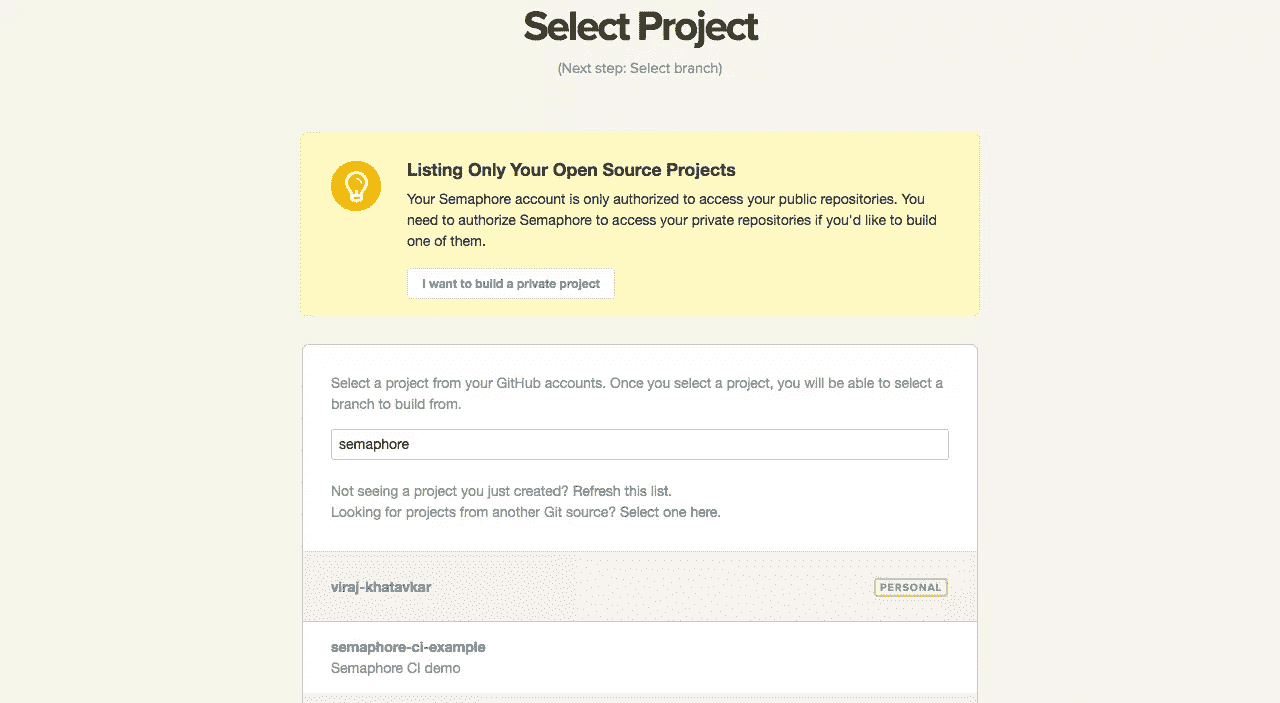 Select Project
(Next step: Select branch)
Listing Only Your Open Source Projects
Your Semaphore account is only authorized to access your public repositories. You
need to authorize Semaphore to access your private repositories if you'd like to build
one of them.
I want to build a private project
Select a project from your GitHub accounts. Once you select a project, you will be able to select a
branch to build from.
semaphore
Not seeing a project you just created? Refresh this list.
Looking for projects from another Git source? Select one here.
viraj-khatavkar PERSONAL
semaphore-ci-example
Semaphore CI demo